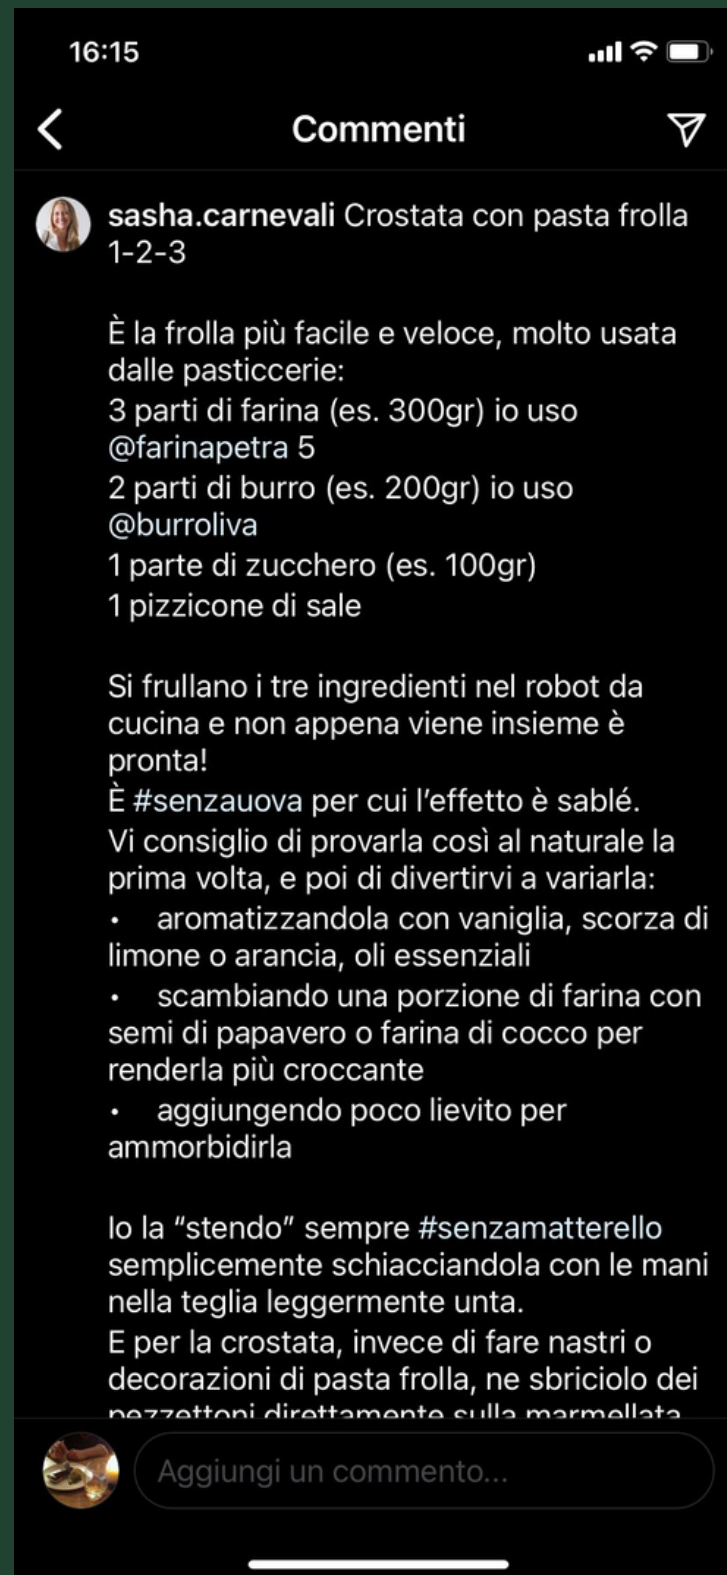 16:15
Commenti
sasha.carnevali Crostata con pasta frolla
1-2-3
È la frolla più facile e veloce, molto usata
dalle pasticcerie:
3 parti di farina (es. 300gr) io uso
@farinapetra 5
2 parti di burro (es. 200gr) io uso
@burroliva
1 parte di zucchero (es. 100gr)
1 pizzicone di sale
Si frullano i tre ingredienti nel robot da
cucina e non appena viene insieme è
pronta!
È #senzauova per cui l'effetto è sablé.
Vi consiglio di provarla così al naturale la
prima volta, e poi di divertirvi a variarla:
• aromatizzandola con vaniglia, scorza di
limone o arancia, oli essenziali
• scambiando una porzione di farina con
semi di papavero o farina di cocco per
renderla più croccante
• aggiungendo poco lievito per
ammorbidirla
Io la “stendo” sempre #senzamatterello
semplicemente schiacciandola con le mani
nella teglia leggermente unta.
E per la crostata, invece di fare nastri o
decorazioni di pasta frolla, ne sbriciolo dei
pezzettoni direttamente sulla marmellata
Aggiungi un commento...